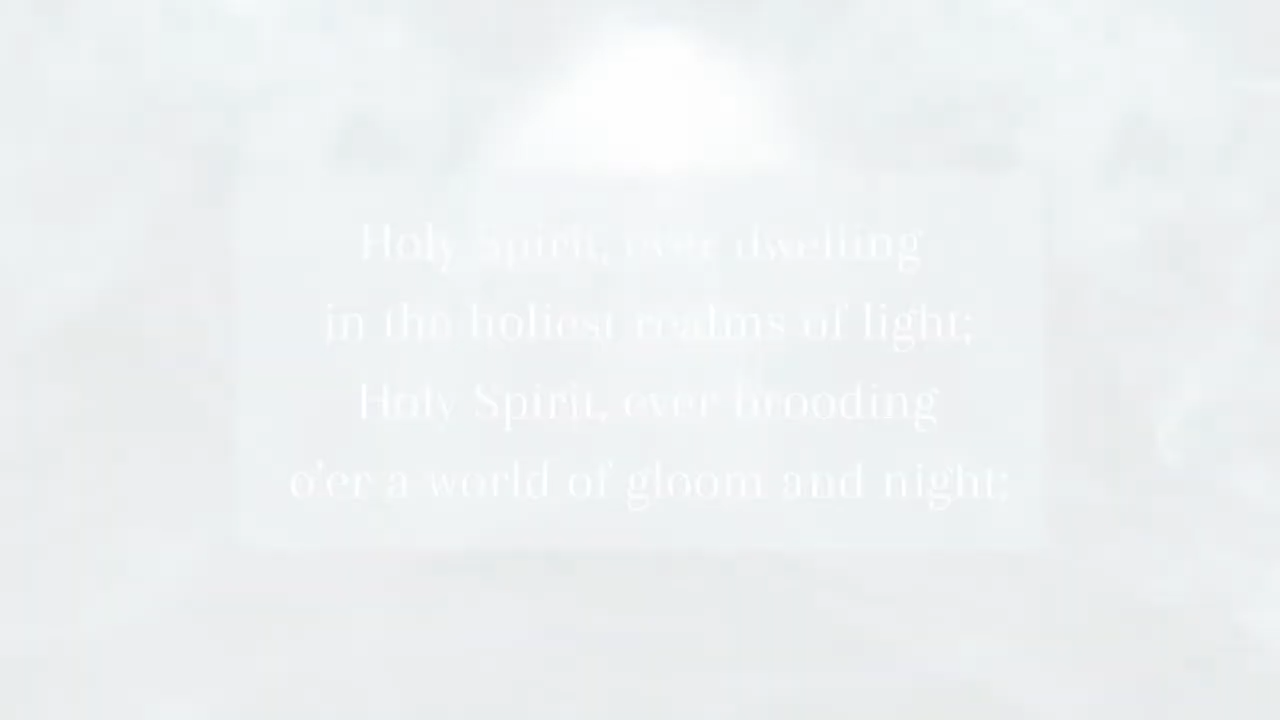 Holy Spirit, ever dwelling
in the holiest realms of light;
Holy Spirit, ever brooding
o'er a world of gloom and night;